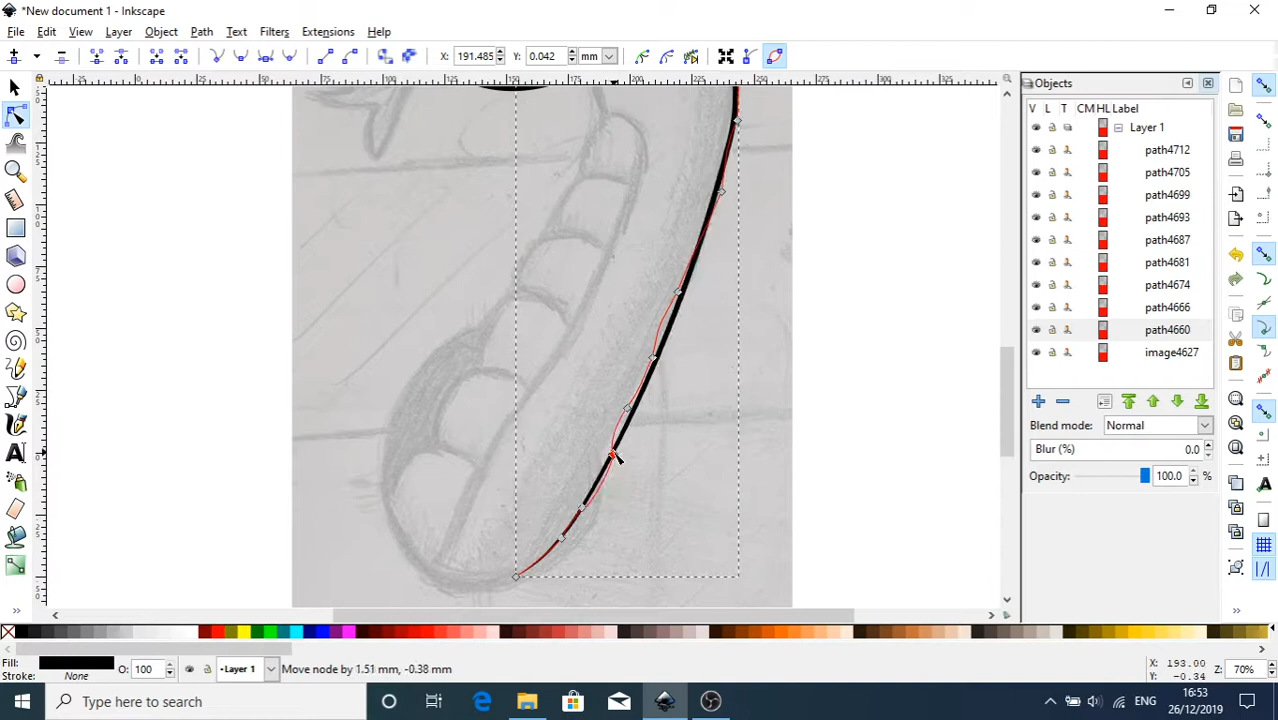 *New document 1 - Inkscape
File Edit View Layer Object Path Text Filters Extensions Help
X: 191.485 Y: 0.042 mm
Objects
V L T CM HL Label
Layer 1
path4712
path4705
path4699
path4693
path4687
path4681
path4674
path4666
path4660
image4627
Blend mode: Normal
Blur (%) 0.0
Opacity: 100.0 %
Fill: O: 100 •Layer 1 Move node by 1.51 mm, -0.38 mm
Stroke: None
X: 193.00
Y: -0.34
Z: 70%
Type here to search
ENG
16:53
26/12/2019